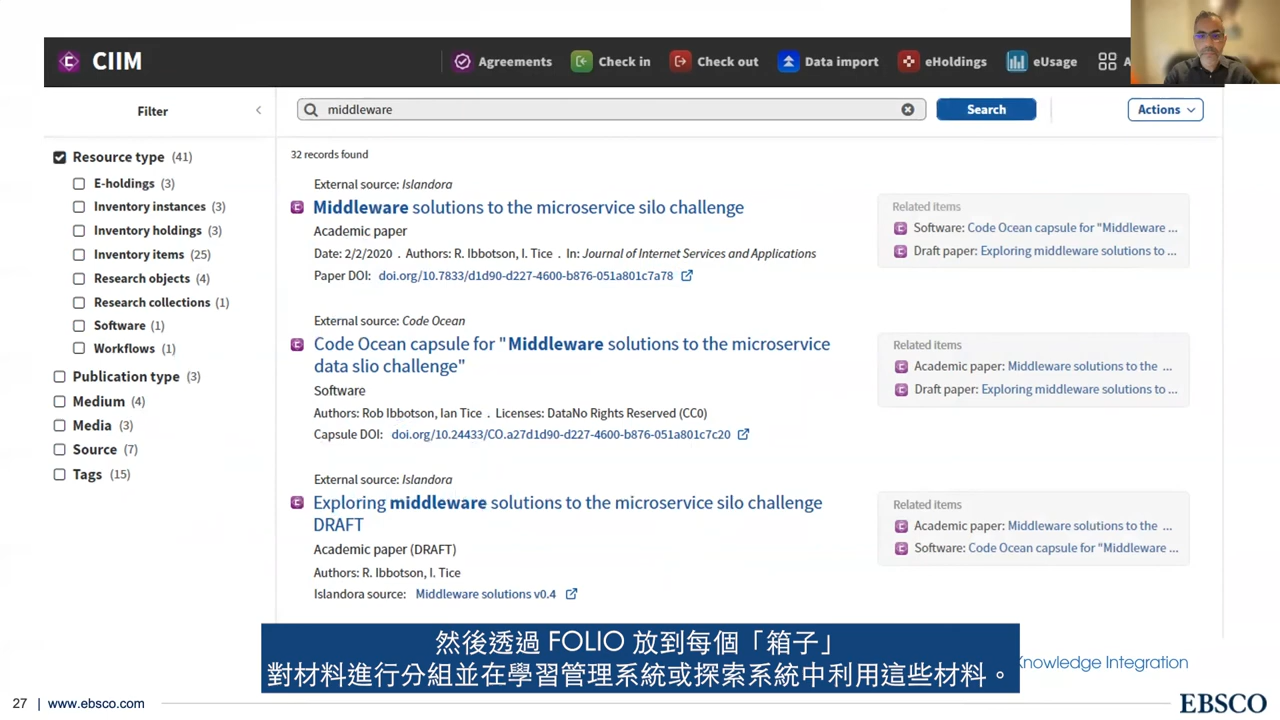 CIIM
Agreements
Check in
Check out
Data import
eHoldings
eUsage
Filter
middleware
Search
Actions
Resource type (41)
E-holdings (3)
Inventory instances (3)
Inventory holdings (3)
Inventory items (25)
Research objects (4)
Research collections (1)
Software (1)
Workflows (1)
Publication type (3)
Medium (4)
Media (3)
Source (7)
Tags (15)
32 records found
External source: Islandora
Middleware solutions to the microservice silo challenge
Academic paper
Date: 2/2/2020 . Authors: R. Ibbotson, I. Tice . In: Journal of Internet Services and Applications
Paper DOI: doi.org/10.7833/d1d90-d227-4600-b876-051a801c7a78
Related items
Software: Code Ocean capsule for "Middleware ...
Draft paper: Exploring middleware solutions to ...
External source: Code Ocean
Code Ocean capsule for "Middleware solutions to the microservice
data slio challenge"
Software
Authors: Rob Ibbotson, Ian Tice . Licenses: DataNo Rights Reserved (CC0)
Capsule DOI: doi.org/10.24433/CO.a27d1d90-d227-4600-b876-051a801c7c20
Related items
Academic paper: Middleware solutions to the ...
Draft paper: Exploring middleware solutions to ...
External source: Islandora
Exploring middleware solutions to the microservice silo challenge
DRAFT
Academic paper (DRAFT)
Authors: R. Ibbotson, I. Tice
Islandora source: Middleware solutions v0.4
Related items
Academic paper: Middleware solutions to the ...
Software: Code Ocean capsule for "Middleware ...
然後透過 FOLIO 放到每個「箱子」
對材料進行分組並在學習管理系統或探索系統中利用這些材料。
Knowledge Integration
27 | www.ebsco.com
EBSCO